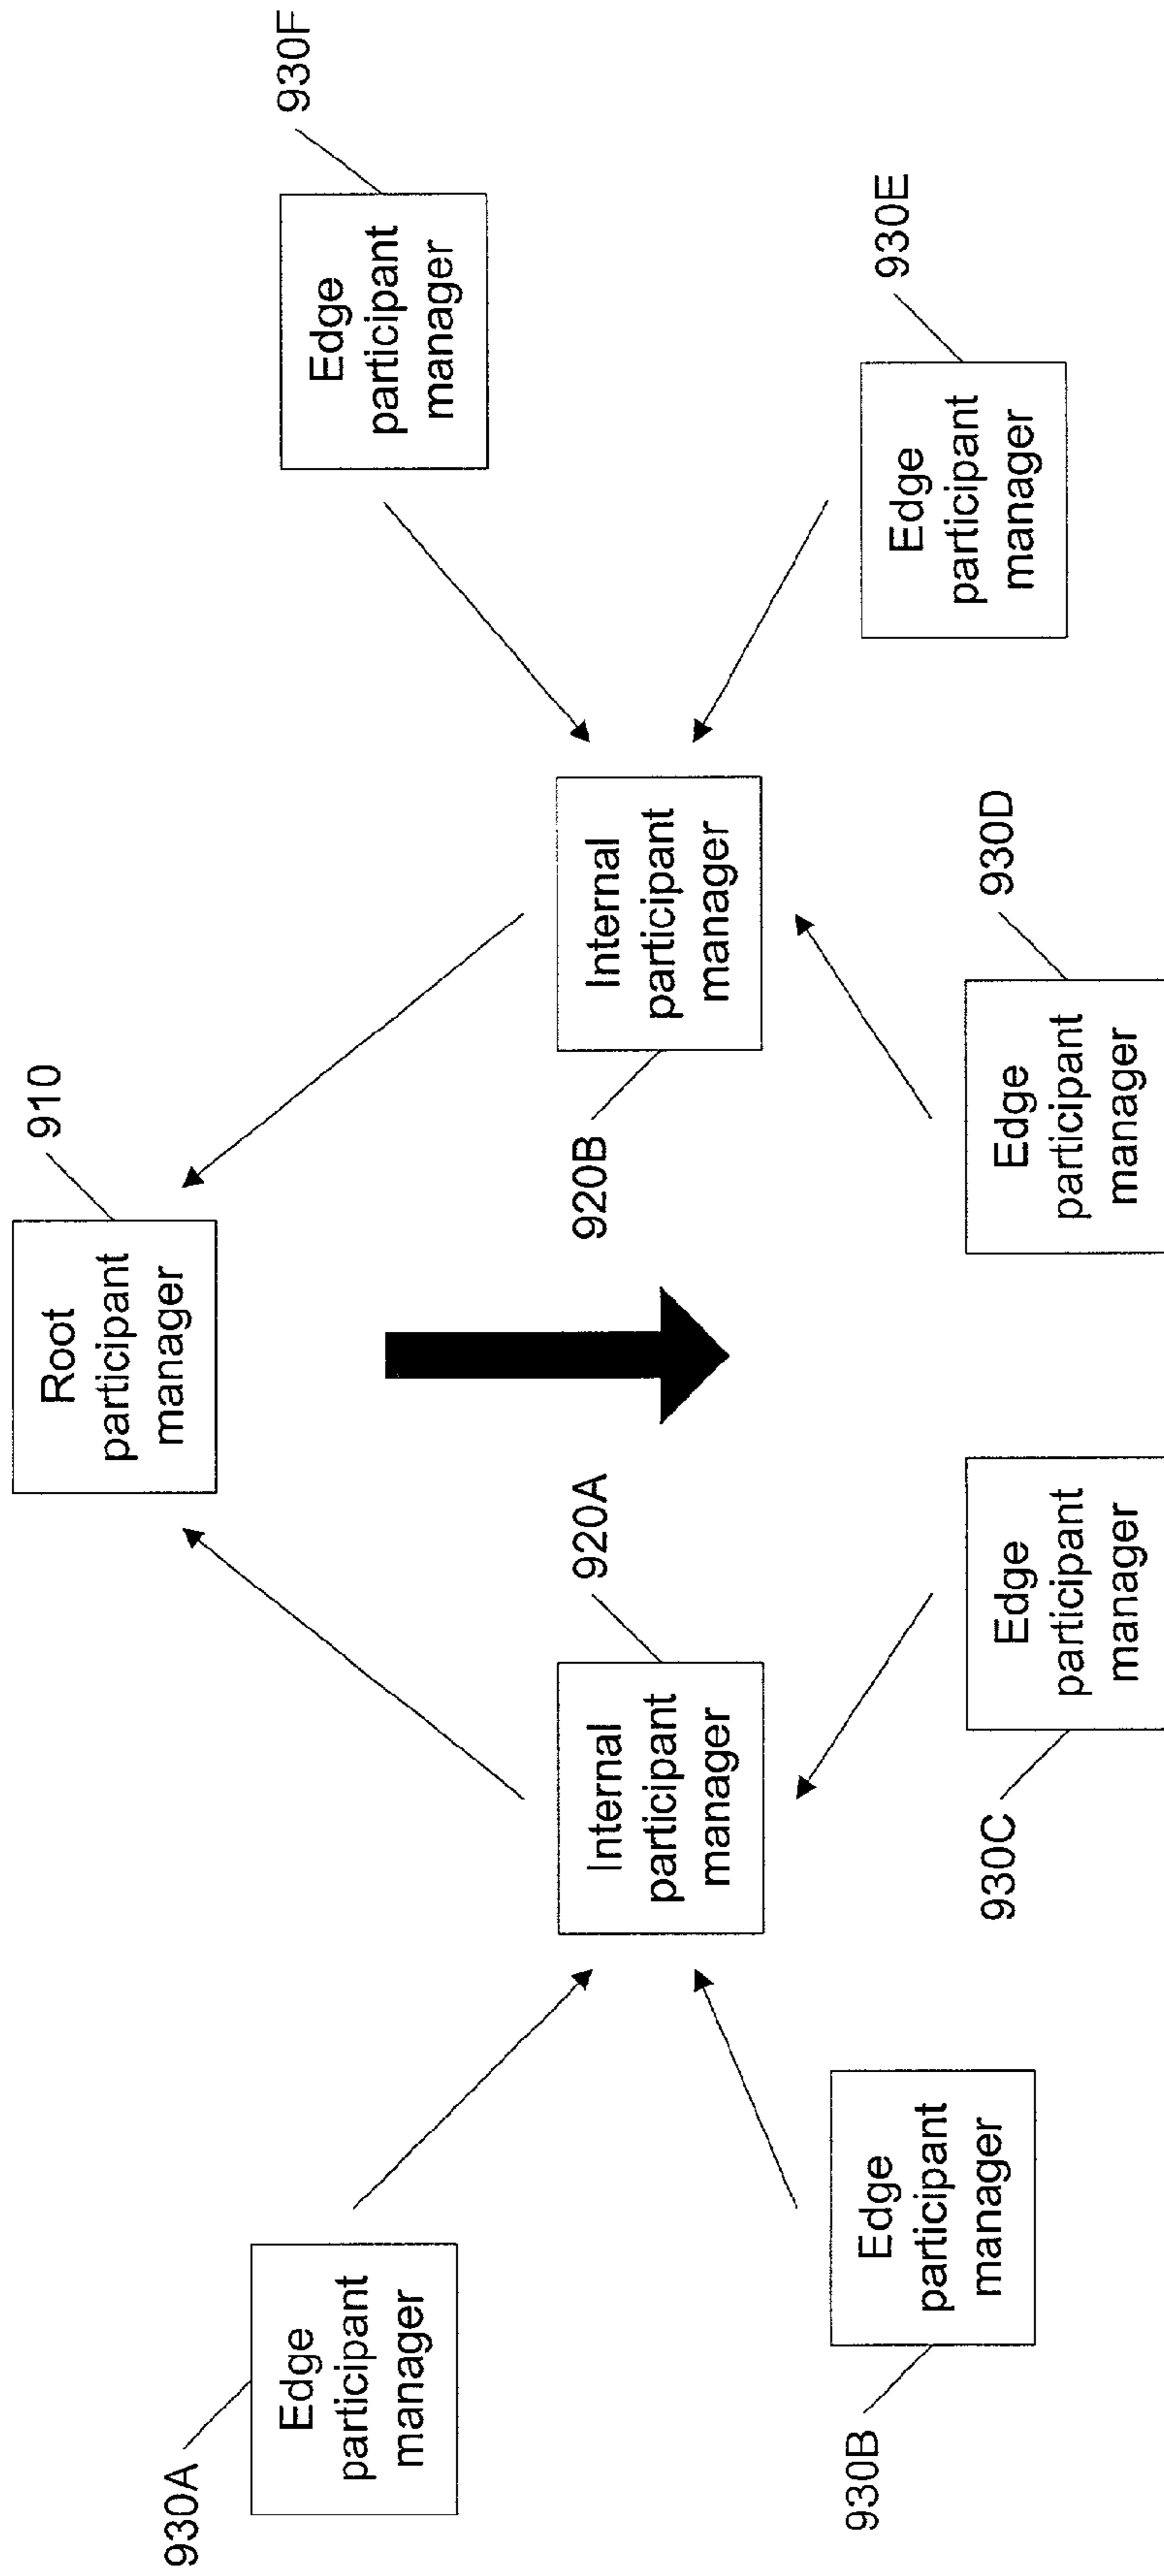 910
Root
participant
manager
920A
Internal
participant
manager
920B
Internal
participant
manager
930A
Edge
participant
manager
930B
Edge
participant
manager
930C
Edge
participant
manager
930D
Edge
participant
manager
930E
Edge
participant
manager
930F
Edge
participant
manager